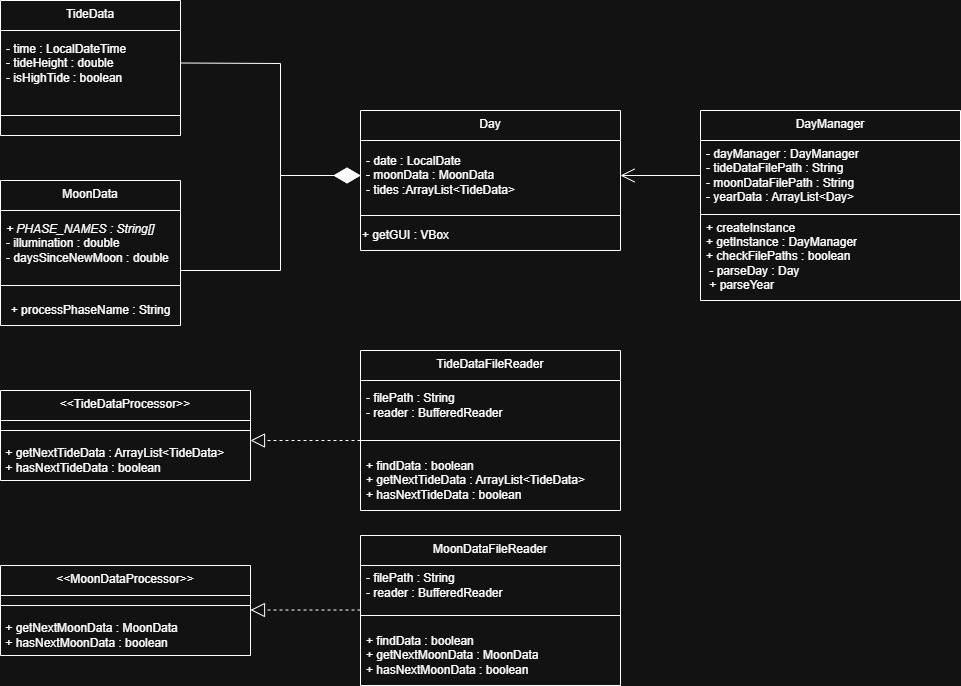 TideData
- time : LocalDateTime
- tideHeight : double
- isHighTide : boolean
MoonData
+ PHASE_NAMES : String[]
- illumination : double
- daysSinceNewMoon : double
+ processPhaseName : String
Day
- date : LocalDate
- moonData : MoonData
- tides :ArrayList<TideData>
+ getGUI : VBox
DayManager
- dayManager : DayManager
- tideDataFilePath : String
- moonDataFilePath : String
- yearData : ArrayList<Day>
+ createInstance
+ getInstance : DayManager
+ checkFilePaths : boolean
- parseDay : Day
+ parseYear
<<TideDataProcessor>>
+ getNextTideData : ArrayList<TideData>
+ hasNextTideData : boolean
TideDataFileReader
- filePath : String
- reader : BufferedReader
+ findData : boolean
+ getNextTideData : ArrayList<TideData>
+ hasNextTideData : boolean
<<MoonDataProcessor>>
+ getNextMoonData : MoonData
+ hasNextMoonData : boolean
MoonDataFileReader
- filePath : String
- reader : BufferedReader
+ findData : boolean
+ getNextMoonData : MoonData
+ hasNextMoonData : boolean